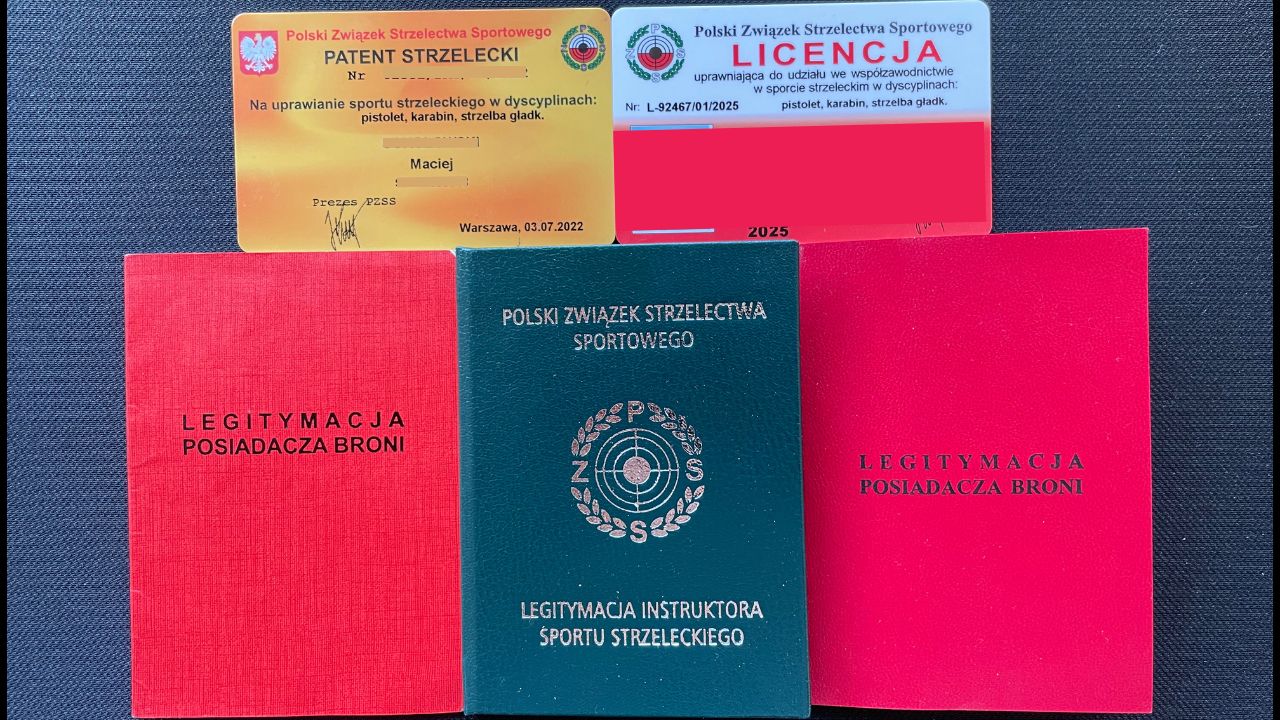 Polski Związek Strzelectwa Sportowego
PATENT STRZELECKI
Nr
Na uprawianie sportu strzeleckiego w dyscyplinach:
pistolet, karabin, strzelba gładk.
Maciej
Prezes PZSS
Warszawa, 03.07.2022
Polski Związek Strzelectwa Sportowego
LICENCJA
uprawniająca do udziału we współzawodnictwie
w sporcie strzeleckim w dyscyplinach:
Nr: L-92467/01/2025 pistolet, karabin, strzelba gładk.
2025
LEGITYMACJA
POSIADACZA BRONI
POLSKI ZWIĄZEK STRZELECTWA
SPORTOWEGO
P
Z S
S
LEGITYMACJA INSTRUKTORA
SPORTU STRZELECKIEGO
LEGITYMACJA
POSIADACZA BRONI